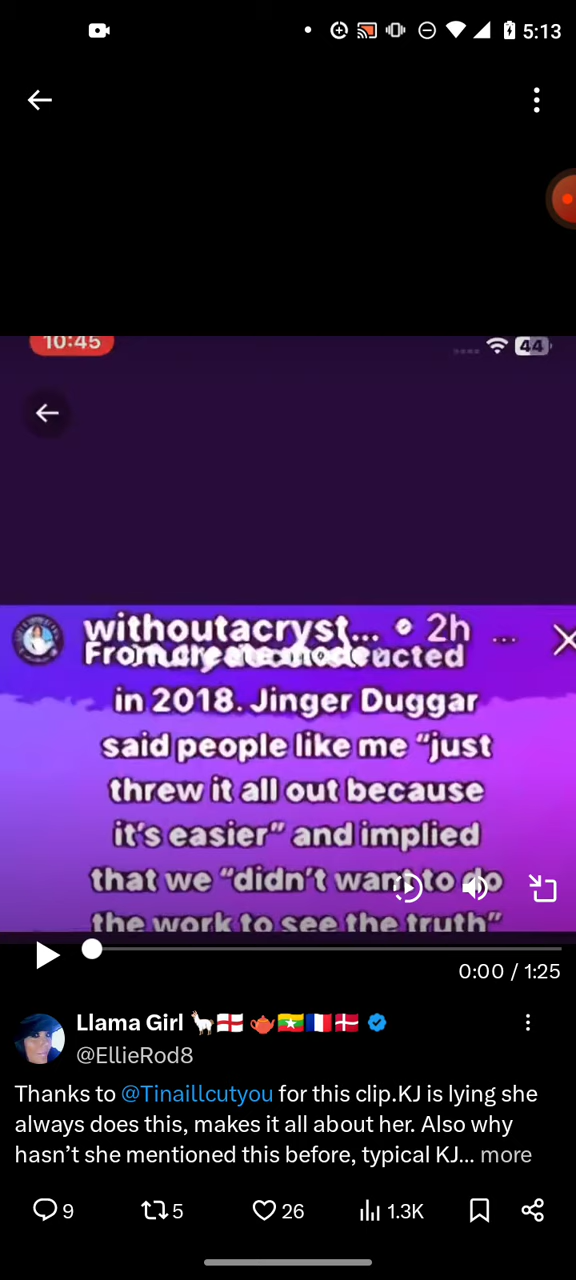 5:13
10:45
44
withoutacryst... 2h ...
From create mode
in 2018. Jinger Duggar
said people like me “just
threw it all out because
it’s easier” and implied
that we “didn’t want to do
the work to see the truth”
0:00 / 1:25
Llama Girl 🦙🏴󠁧󠁢󠁥󠁮󠁧󠁿 🫖🇲🇲🇫🇷🇩🇰
@EllieRod8
Thanks to @Tinaillcutyou for this clip.KJ is lying she
always does this, makes it all about her. Also why
hasn’t she mentioned this before, typical KJ... more
9 5 26 1.3K